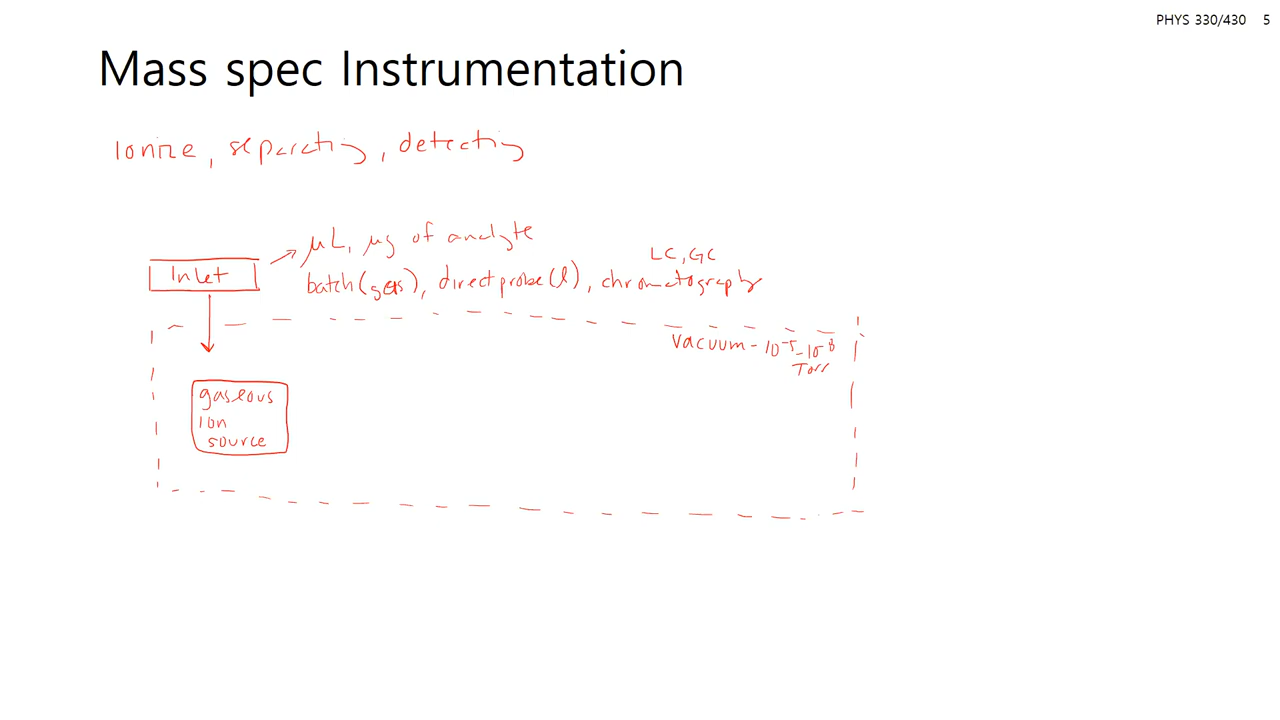 PHYS 330/430 5
Mass spec Instrumentation
Ionize, separating, detecting
μL, μg of analyte
LC, GC
Inlet
batch (gas), direct probe (l), chromatography
Vacuum - 10⁻⁵ - 10⁻⁸
Torr
gaseous
ion
source